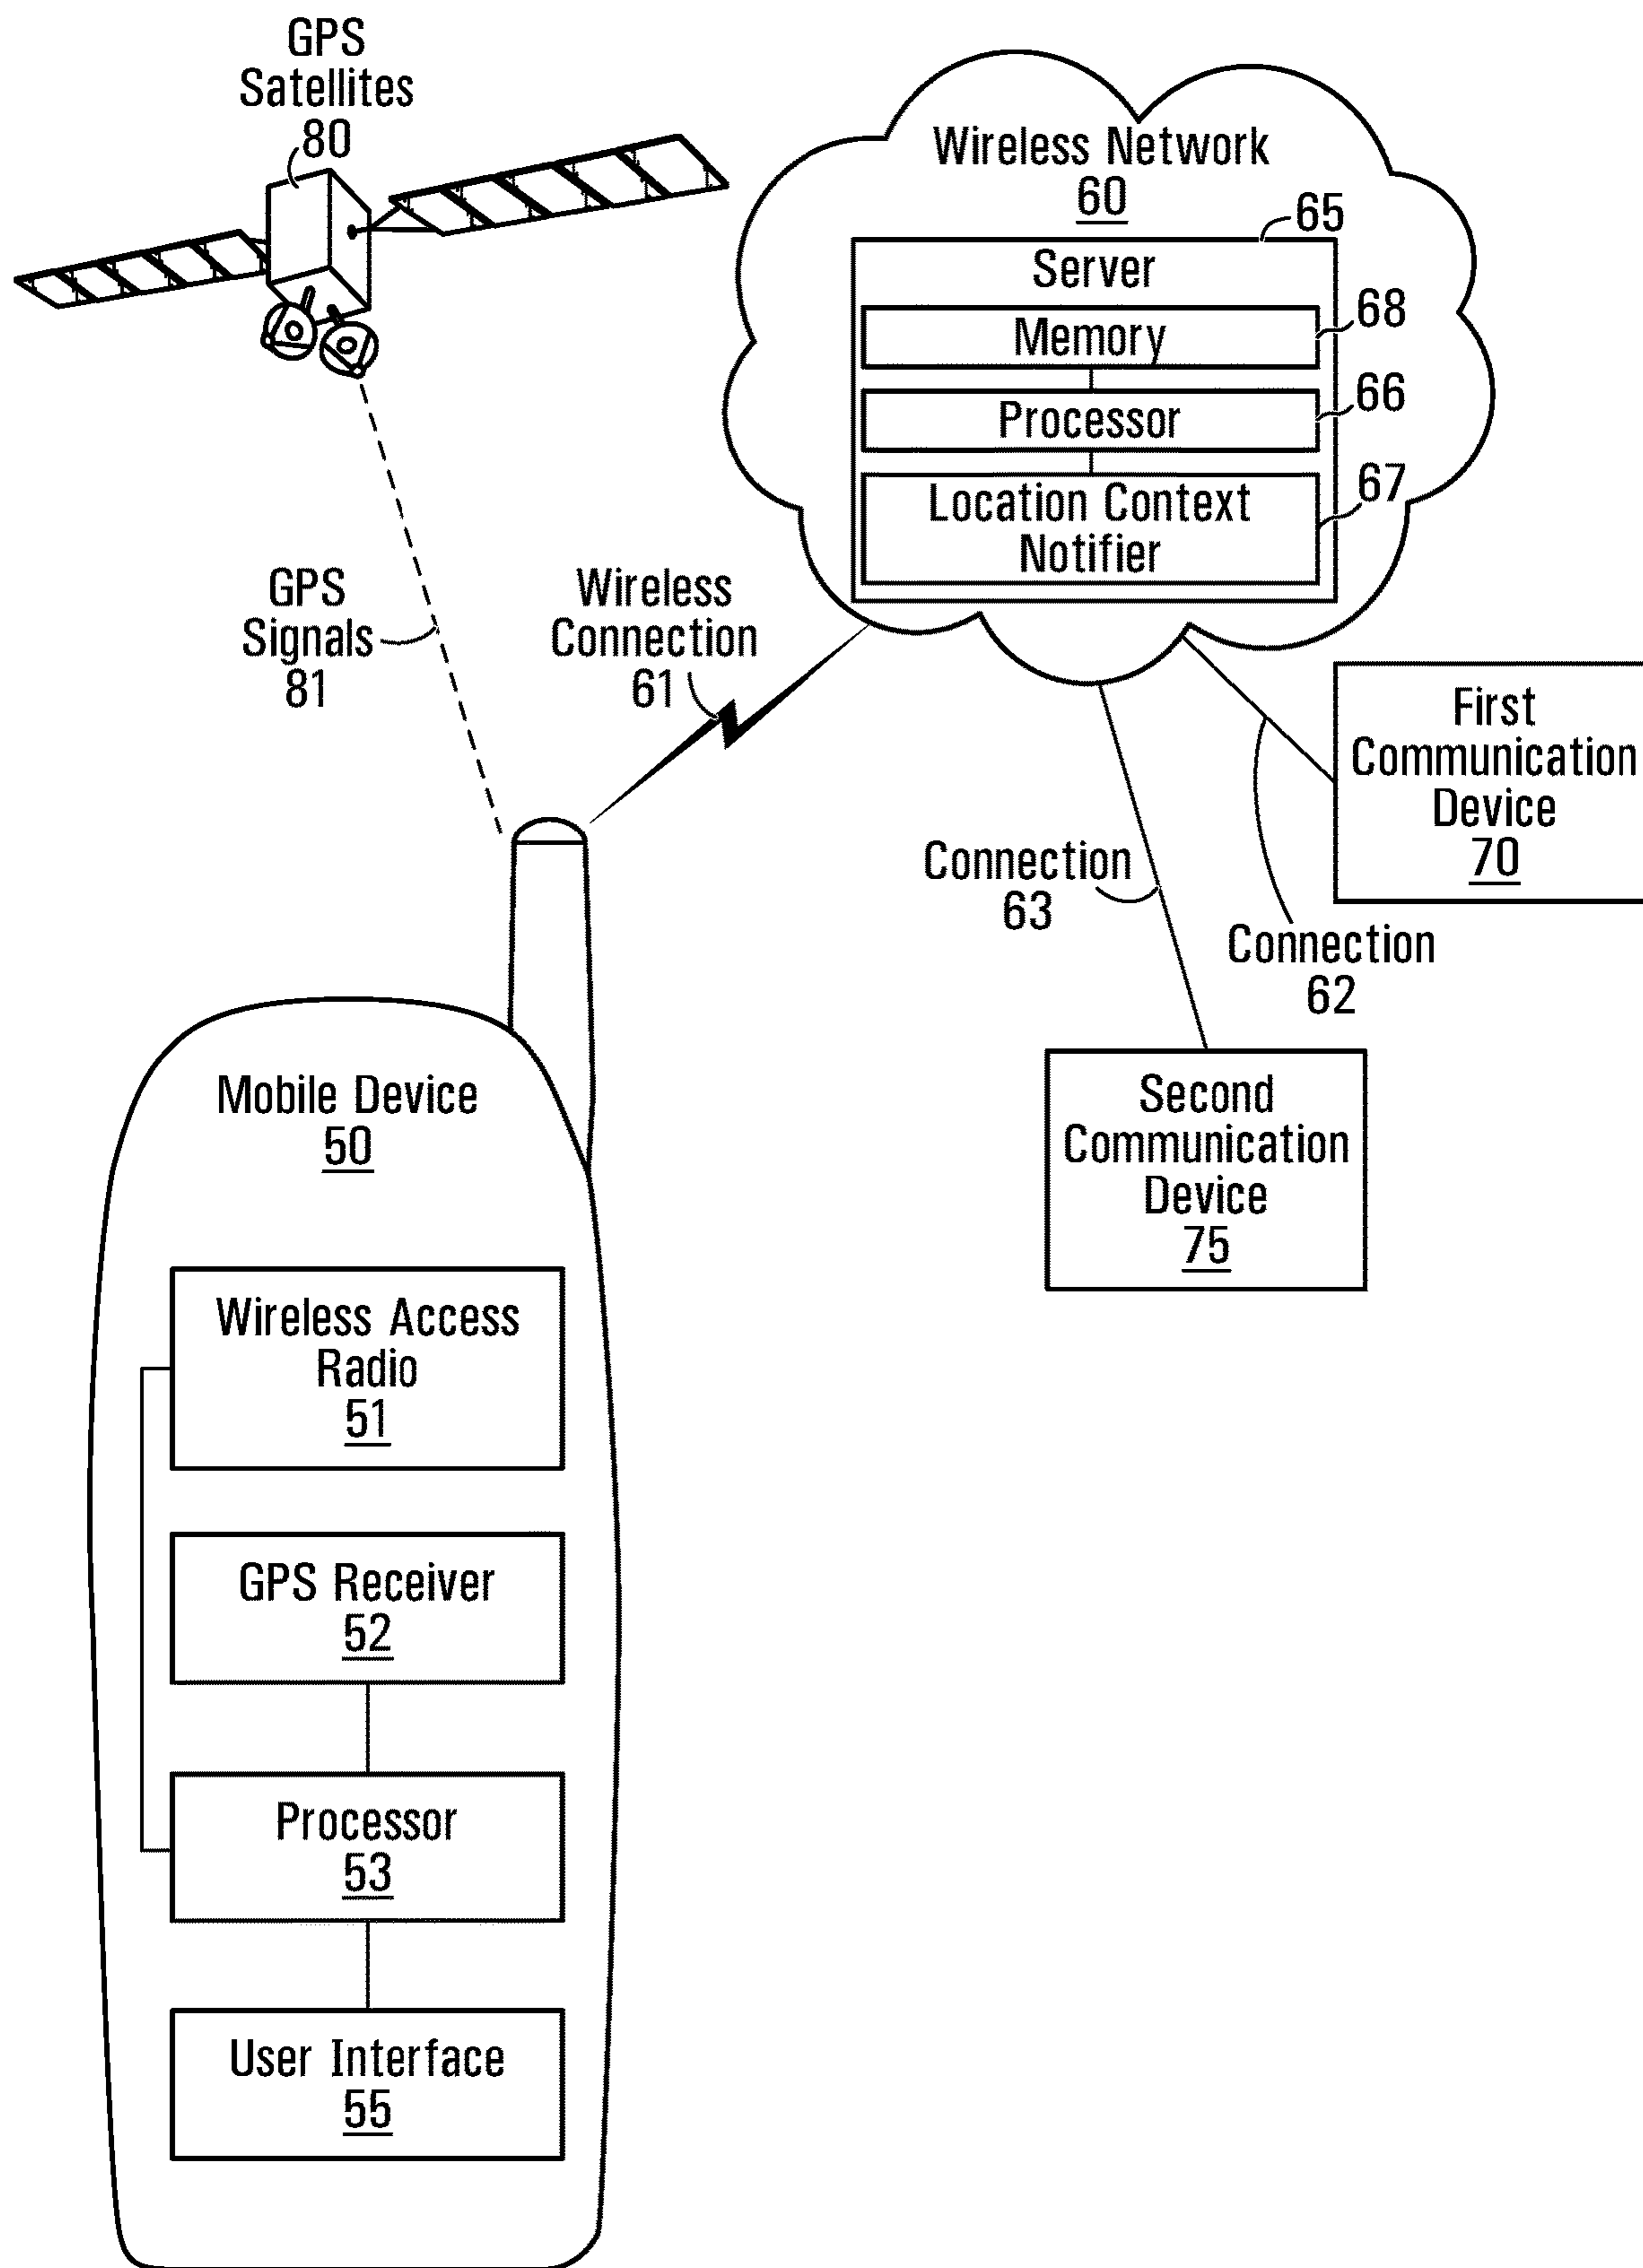 GPS
Satellites
80
Wireless Network
60
65
Server
Memory
68
Processor
66
Location Context
Notifier
67
GPS
Signals
81
Wireless
Connection
61
First
Communication
Device
70
Connection
63
Connection
62
Second
Communication
Device
75
Mobile Device
50
Wireless Access
Radio
51
GPS Receiver
52
Processor
53
User Interface
55